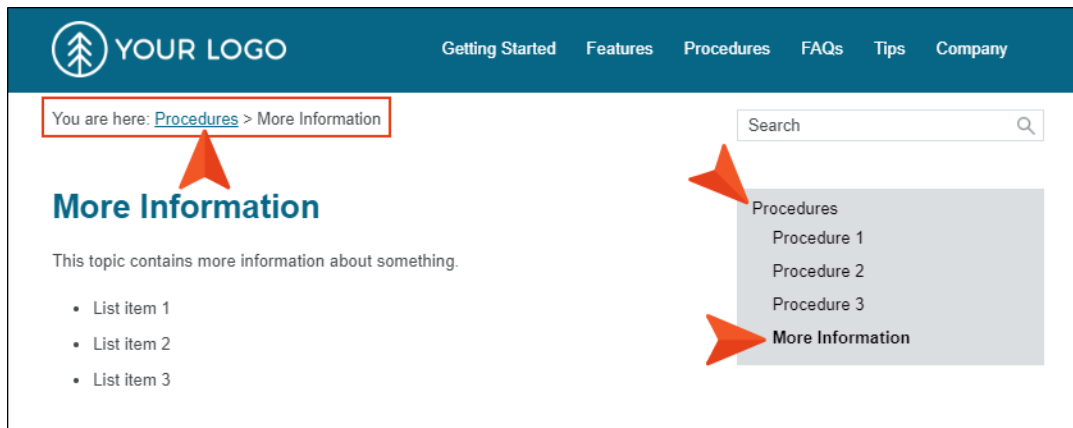 YOUR LOGO
Getting Started Features Procedures FAQs Tips Company
You are here: Procedures > More Information
Search
More Information
This topic contains more information about something.
• List item 1
• List item 2
• List item 3
Procedures
Procedure 1
Procedure 2
Procedure 3
More Information